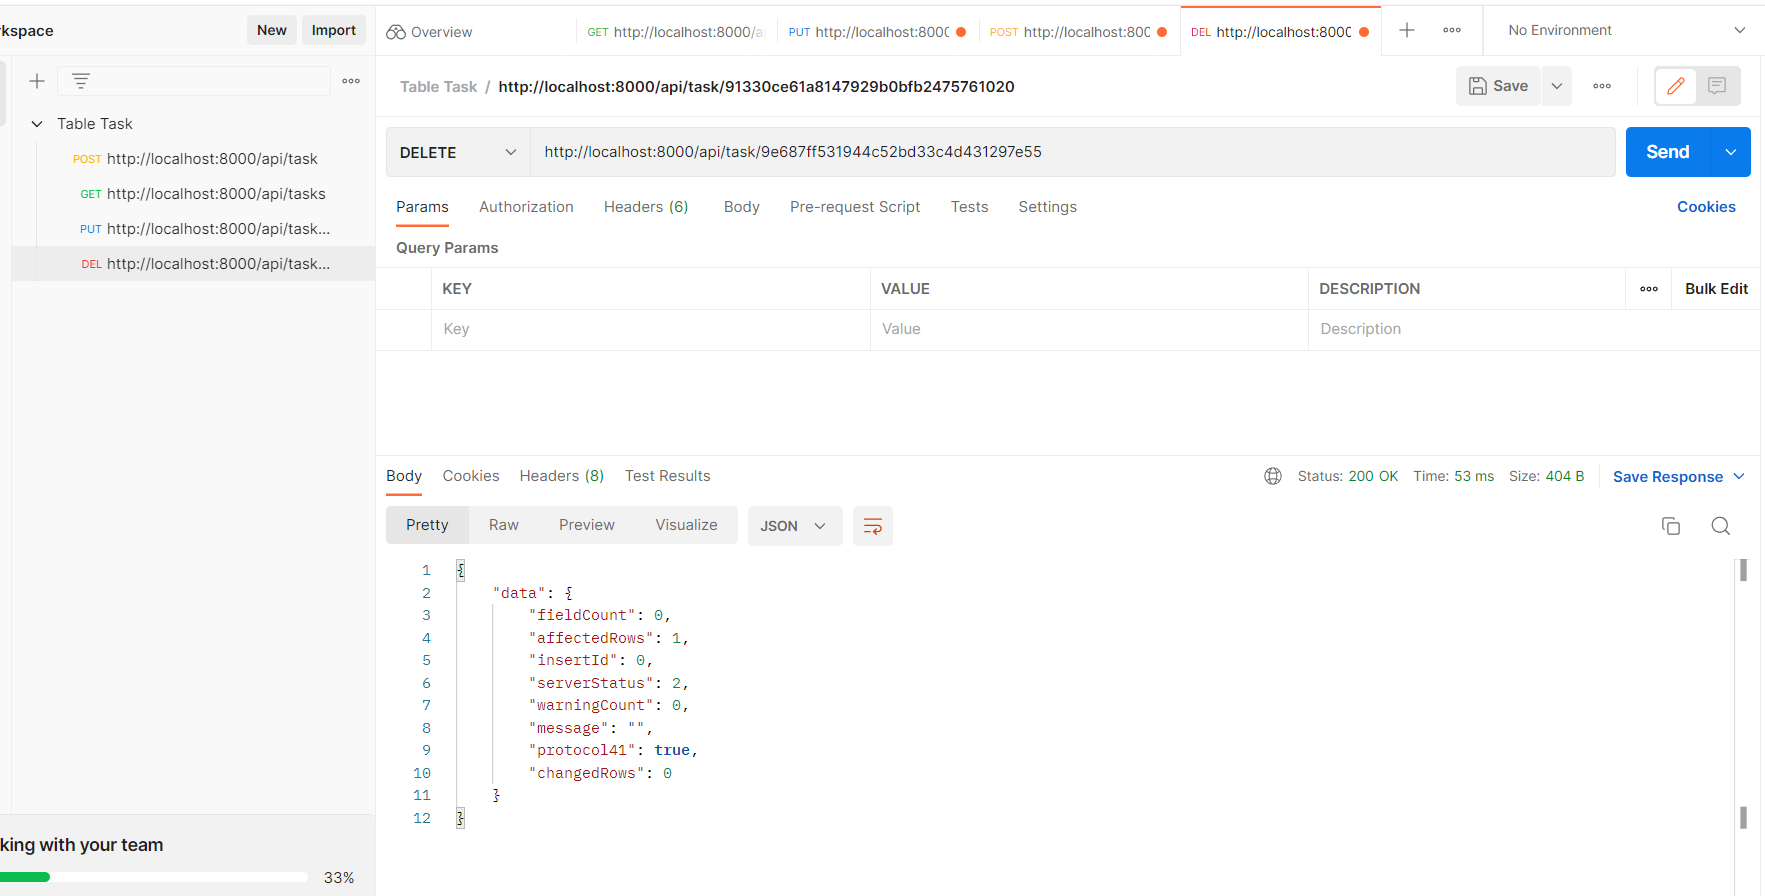 kspace
New
Import
Overview
GET http://localhost:8000/a
PUT http://localhost:8000
POST http://localhost:800
DEL http://localhost:8000
No Environment
Table Task / http://localhost:8000/api/task/91330ce61a8147929b0bfb2475761020
Save
Table Task
POST http://localhost:8000/api/task
GET http://localhost:8000/api/tasks
PUT http://localhost:8000/api/task...
DEL http://localhost:8000/api/task...
DELETE
http://localhost:8000/api/task/9e687ff531944c52bd33c4d431297e55
Send
Params Authorization Headers (6) Body Pre-request Script Tests Settings
Cookies
Query Params
KEY VALUE DESCRIPTION Bulk Edit
Key Value Description
Body Cookies Headers (8) Test Results
Status: 200 OK Time: 53 ms Size: 404 B
Save Response
Pretty Raw Preview Visualize JSON
1 {
2 "data": {
3 "fieldCount": 0,
4 "affectedRows": 1,
5 "insertId": 0,
6 "serverStatus": 2,
7 "warningCount": 0,
8 "message": "",
9 "protocol41": true,
10 "changedRows": 0
11 }
12 }
king with your team
33%